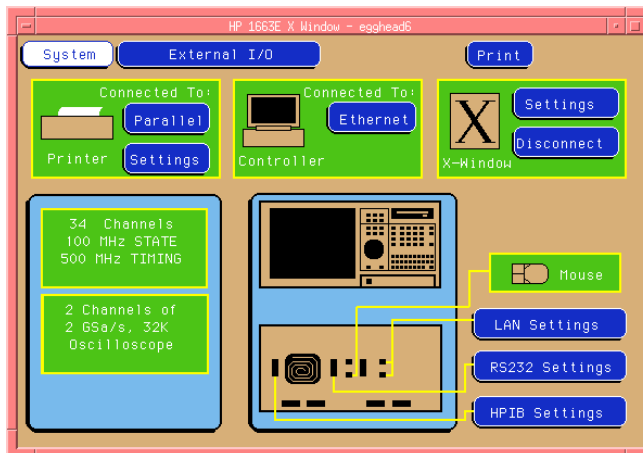 HP 1663E X Window - egghead6
System
External I/O
Print
Connected To:
Parallel
Printer
Settings
Connected To:
Ethernet
Controller
X
Settings
Disconnect
X-Window
34 Channels
100 MHz STATE
500 MHz TIMING
2 Channels of
2 GSa/s, 32K
Oscilloscope
Mouse
LAN Settings
RS232 Settings
HPIB Settings